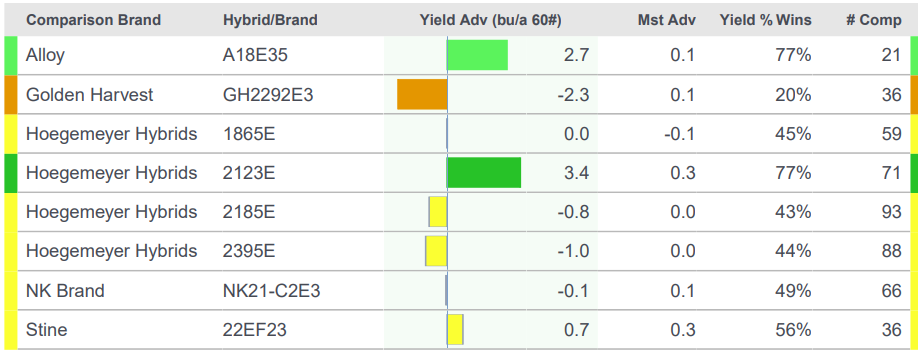 Comparison Brand Hybrid/Brand Yield Adv (bu/a 60#) Mst Adv Yield % Wins # Comp
Alloy A18E35 2.7 0.1 77% 21
Golden Harvest GH2292E3 -2.3 0.1 20% 36
Hoegemeyer Hybrids 1865E 0.0 -0.1 45% 59
Hoegemeyer Hybrids 2123E 3.4 0.3 77% 71
Hoegemeyer Hybrids 2185E -0.8 0.0 43% 93
Hoegemeyer Hybrids 2395E -1.0 0.0 44% 88
NK Brand NK21-C2E3 -0.1 0.1 49% 66
Stine 22EF23 0.7 0.3 56% 36